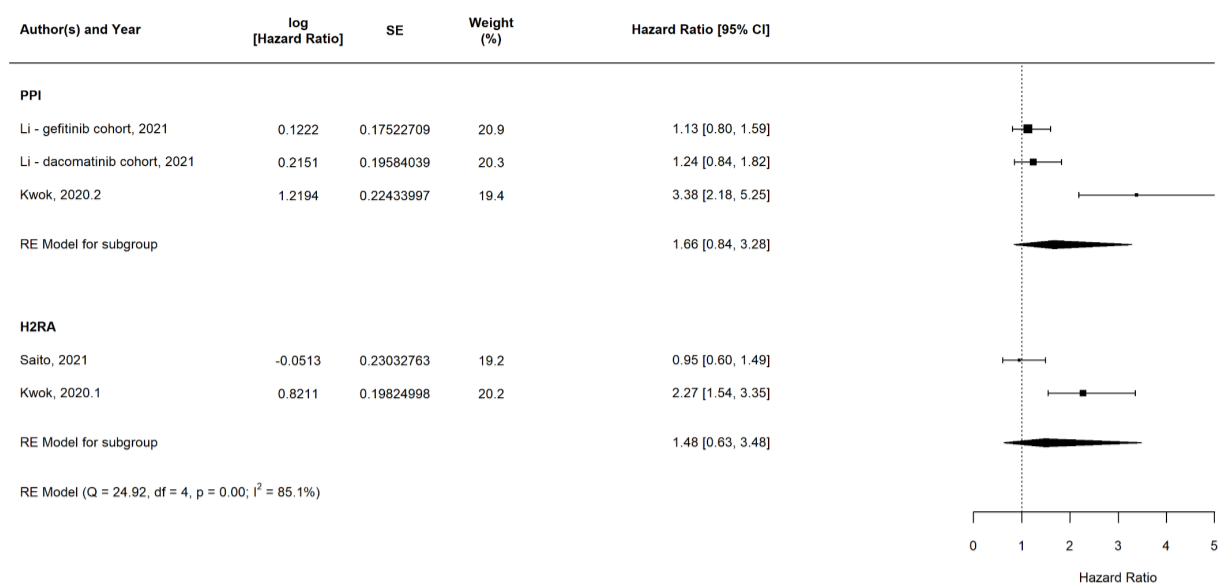 Author(s) and Year log [Hazard Ratio] SE Weight (%) Hazard Ratio [95% CI]
PPI
Li - gefitinib cohort, 2021 0.1222 0.17522709 20.9 1.13 [0.80, 1.59]
Li - dacomatinib cohort, 2021 0.2151 0.19584039 20.3 1.24 [0.84, 1.82]
Kwok, 2020.2 1.2194 0.22433997 19.4 3.38 [2.18, 5.25]
RE Model for subgroup 1.66 [0.84, 3.28]
H2RA
Saito, 2021 -0.0513 0.23032763 19.2 0.95 [0.60, 1.49]
Kwok, 2020.1 0.8211 0.19824998 20.2 2.27 [1.54, 3.35]
RE Model for subgroup 1.48 [0.63, 3.48]
RE Model (Q = 24.92, df = 4, p = 0.00; I² = 85.1%)
0 1 2 3 4 5
Hazard Ratio